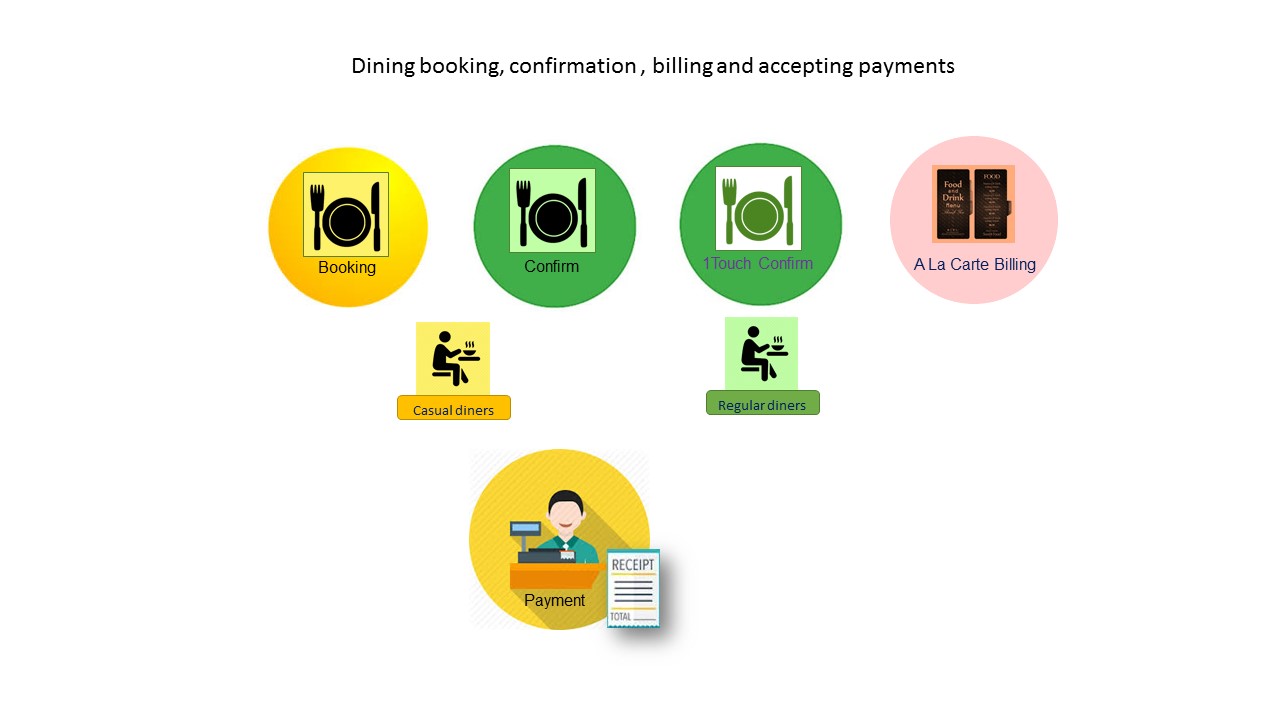 Dining booking, confirmation , billing and accepting payments
Booking
Confirm
1Touch Confirm
A La Carte Billing
Food
and
Drink
Menu
FOOD
Casual diners
Regular diners
RECEIPT
Payment
TOTAL